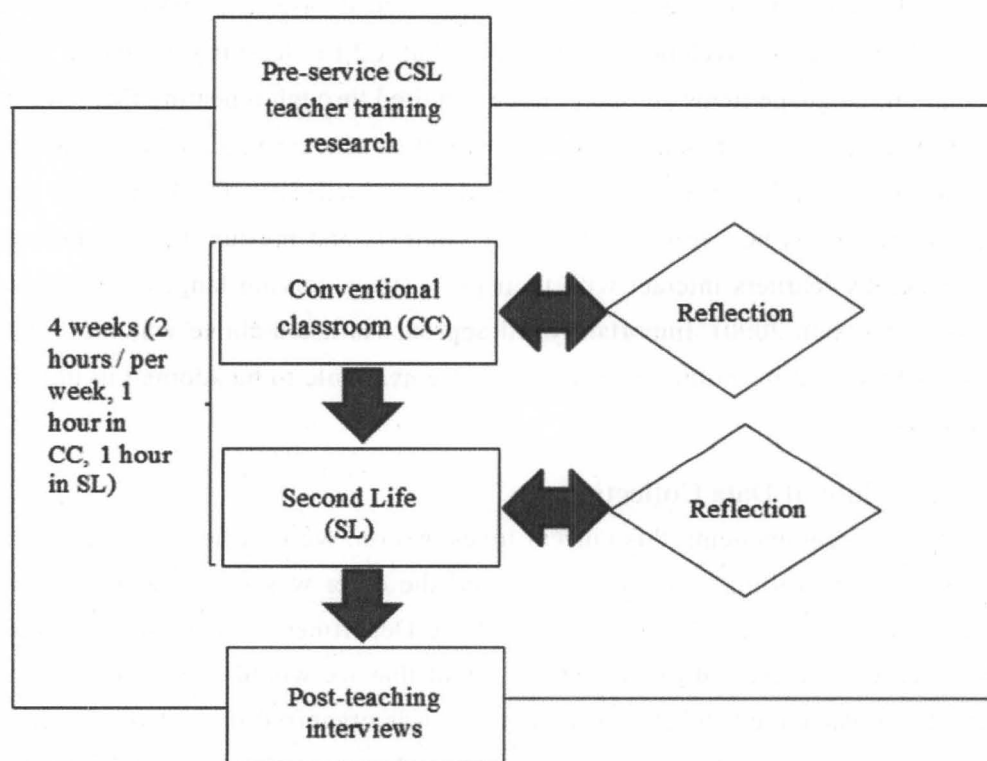 Pre-service CSL
teacher training
research
Conventional
classroom (CC)
Reflection
4 weeks (2
hours / per
week, 1
hour in
CC, 1 hour
in SL)
Second Life
(SL)
Reflection
Post-teaching
interviews